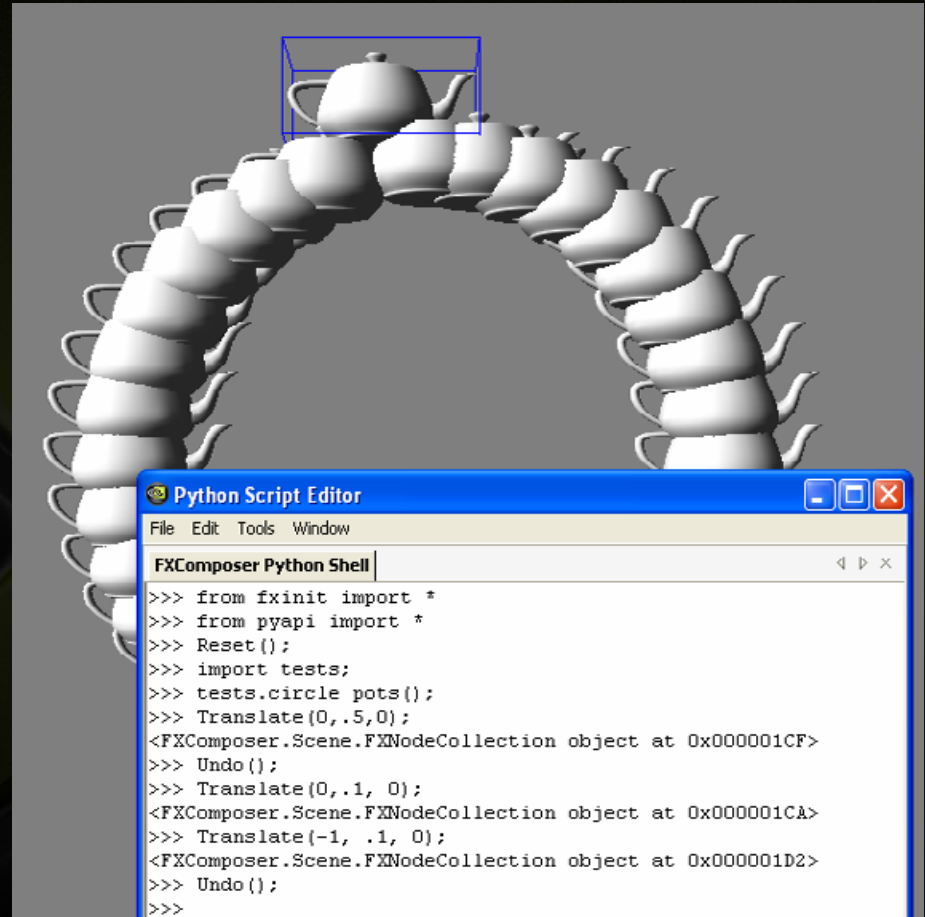 Python Script Editor
File Edit Tools Window
FXComposer Python Shell
>>> from fxinit import *
>>> from pyapi import *
>>> Reset();
>>> import tests;
>>> tests.circle pots();
>>> Translate(0,.5,0);
<FXComposer.Scene.FXNodeCollection object at 0x000001CF>
>>> Undo();
>>> Translate(0,.1, 0);
<FXComposer.Scene.FXNodeCollection object at 0x000001CA>
>>> Translate(-1, .1, 0);
<FXComposer.Scene.FXNodeCollection object at 0x000001D2>
>>> Undo();
>>>